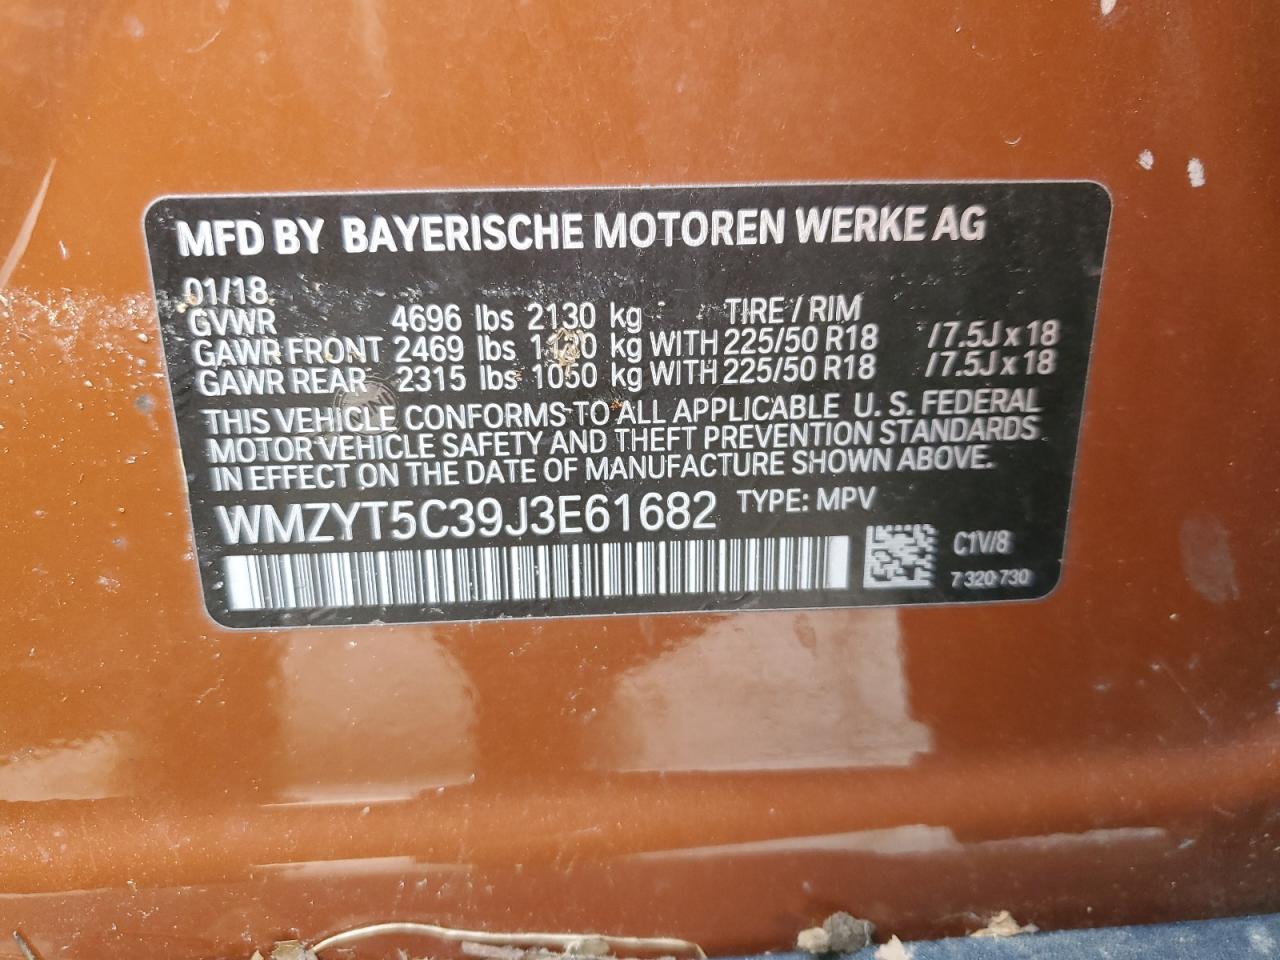 MFD BY BAYERISCHE MOTOREN WERKE AG
01/18
GVWR 4696 lbs 2130 kg TIRE / RIM
GAWR FRONT 2469 lbs 1120 kg WITH 225/50 R18 /7.5J x 18
GAWR REAR 2315 lbs 1050 kg WITH 225/50 R18 /7.5J x 18
THIS VEHICLE CONFORMS TO ALL APPLICABLE U. S. FEDERAL
MOTOR VEHICLE SAFETY AND THEFT PREVENTION STANDARDS
IN EFFECT ON THE DATE OF MANUFACTURE SHOWN ABOVE.
WMZYT5C39J3E61682 TYPE: MPV
C1V/8
7 320 730